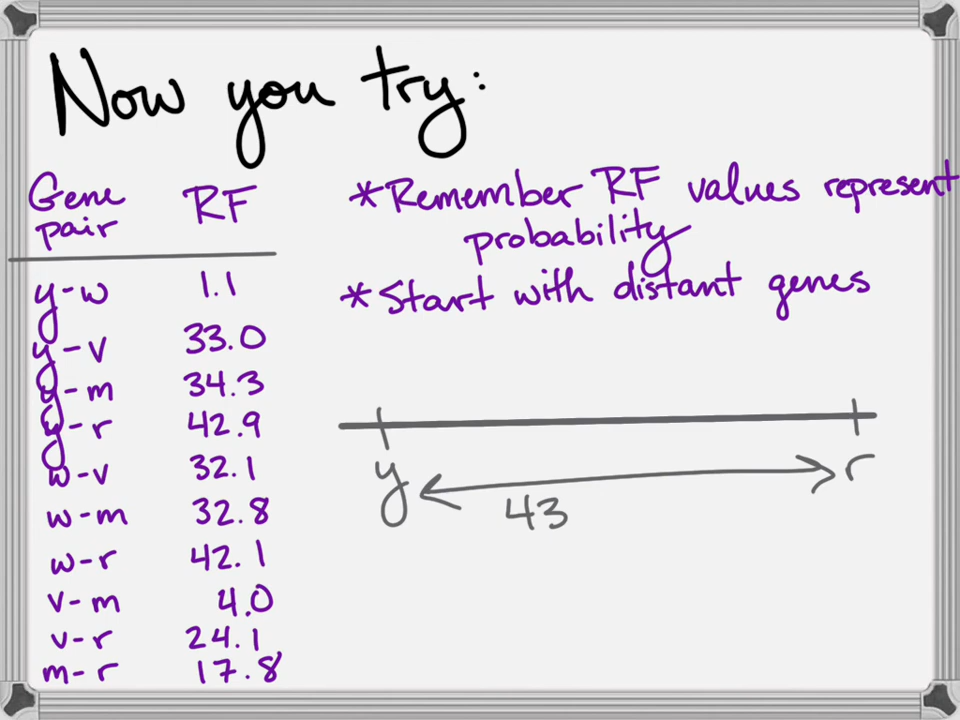 Now you try:
Gene pair RF
*Remember RF values represent
probability
*Start with distant genes
y-w 1.1
y-v 33.0
y-m 34.3
y-r 42.9
w-v 32.1
w-m 32.8
w-r 42.1
v-m 4.0
v-r 24.1
m-r 17.8
y r
43